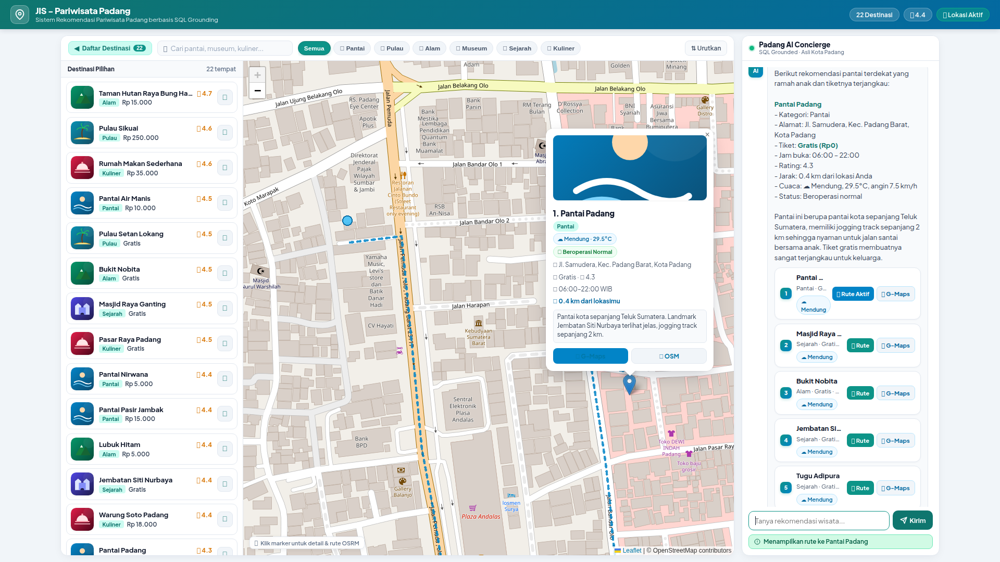 JIS – Pariwisata Padang
Sistem Rekomendasi Pariwisata Padang berbasis SQL Grounding
22 Destinasi
4.4
Lokasi Aktif
◀ Daftar Destinasi 22
Cari pantai, museum, kuliner...
Semua
Pantai
Pulau
Alam
Museum
Sejarah
Kuliner
⇅ Urutkan
Destinasi Pilihan
22 tempat
Taman Hutan Raya Bung Ha...
4.7
Alam Rp 15.000
Pulau Sikuai
4.6
Pulau Rp 250.000
Rumah Makan Sederhana
4.6
Kuliner Rp 35.000
Pantai Air Manis
4.5
Pantai Rp 10.000
Pulau Setan Lokang
4.5
Pulau Gratis
Bukit Nobita
4.5
Alam Gratis
Masjid Raya Ganting
4.5
Sejarah Gratis
Pasar Raya Padang
4.5
Kuliner Gratis
Pantai Nirwana
4.4
Pantai Rp 5.000
Pantai Pasir Jambak
4.4
Pantai Rp 15.000
Lubuk Hitam
4.4
Alam Rp 5.000
Jembatan Siti Nurbaya
4.4
Sejarah Gratis
Warung Soto Padang
4.4
Kuliner Rp 18.000
Pantai Padang
4.3
+
−
Adam
Golden
Apotek
Minang
Jalan Belakang Olo
Jalan Belakang Olo
Jalan Ujung Belakang Olo
Jalan Pemuda
RS. Padang
Eye Center
Apotik
Plus
Bank
Panin
Bank
Mestika
Lembaga
Pendidikan
Quantum
Bank
Muamalat
RM Terang
Bulan
D'Rossya
Collection
BNI
Syariah
Asuransi
Jiwa
Bersama
Bumiputera
Bank
Gallery
Distro
Direktorat
Jenderal
Pajak
Wilayah
Sumbar
& Jambi
Jalan Bandar Olo 1
Restoran
Jalanan
Cinto Bundo
(Street
Restaurant
only evening)
Koto Marapak
RSB
An-Nisa
Jalan Bandar Olo 2
Yamaha
Music,
Levi's
store
dan
Batik
Danar
Hadi
Masjid
Nurul Warshilah
Jalan Harapan
CV Hayati
Kebudyaan
Sumatera
Barat
Sentral
Elektronik
Plasa
Andalas
Bank
BPD
Gallery
Balanjo
losmen
Surya
Plaza Andalas
Toko DEWI
INDAH
Padang
Toko baju
grosir
Jalan Pasar Ray
Jalan Bandar Olo
Klik marker untuk detail & rute OSRM
Leaflet | © OpenStreetMap contributors
×
1. Pantai Padang
Pantai
☁ Mendung · 29.5°C
Beroperasi Normal
Jl. Samudera, Kec. Padang Barat, Kota Padang
Gratis · 4.3
06:00–22:00 WIB
0.4 km dari lokasimu
Pantai kota sepanjang Teluk Sumatera. Landmark
Jembatan Siti Nurbaya terlihat jelas, jogging track
sepanjang 2 km.
G-Maps
OSM
Padang AI Concierge
SQL Grounded · Asli Kota Padang
AI
Berikut rekomendasi pantai terdekat yang
ramah anak dan tiketnya terjangkau:
Pantai Padang
- Kategori: Pantai
- Alamat: Jl. Samudera, Kec. Padang Barat,
Kota Padang
- Tiket: Gratis (Rp0)
- Jam buka: 06:00 – 22:00
- Rating: 4.3
- Jarak: 0.4 km dari lokasi Anda
- Cuaca: ☁ Mendung, 29.5°C, angin 7.5 km/h
- Status: Beroperasi normal
Pantai ini berupa pantai kota sepanjang Teluk
Sumatera, memiliki jogging track sepanjang 2
km sehingga nyaman untuk jalan santai
bersama anak. Tiket gratis membuatnya
sangat terjangkau untuk keluarga.
1
Pantai ...
Pantai · G...
☁ Mendung
Rute Aktif
G-Maps
2
Masjid Raya ...
Sejarah · Grati...
☁ Mendung
Rute
G-Maps
3
Bukit Nobita
Alam · Gratis · ...
☁ Mendung
Rute
G-Maps
4
Jembatan Si...
Sejarah · Grati...
☁ Mendung
Rute
G-Maps
5
Tugu Adipura
Sejarah · Grati...
☁ Mendung
Rute
G-Maps
Tanya rekomendasi wisata...
Kirim
Menampilkan rute ke Pantai Padang